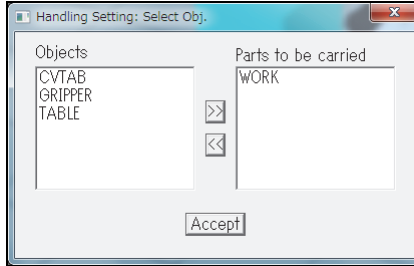 Handling Setting: Select Obj.
x
Objects
Parts to be carried
CVTAB
GRIPPER
TABLE
WORK
>>
<<
Accept